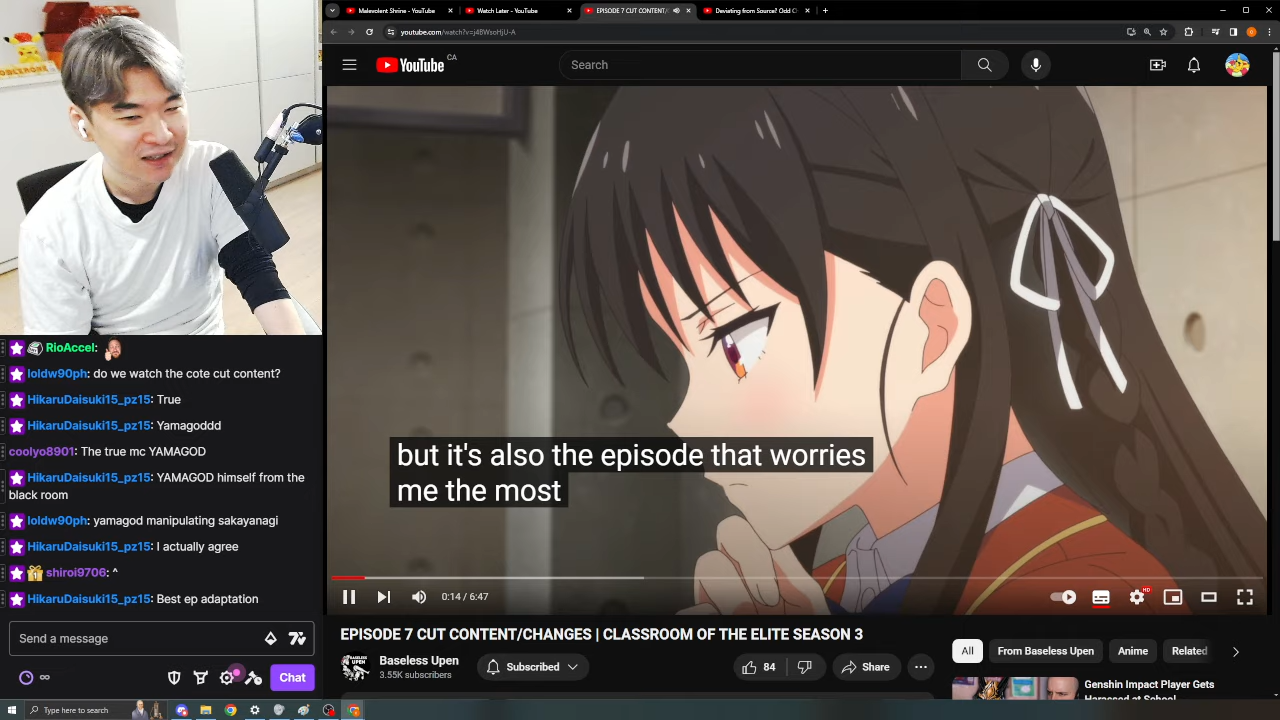 Malevolent Shrine - YouTube
Watch Later - YouTube
EPISODE 7 CUT CONTENT/
Deviating from Source? Odd C
youtube.com/watch?v=j4BWsoHjU-A
YouTube CA
Search
but it's also the episode that worries
me the most
0:14 / 6:47
HD
EPISODE 7 CUT CONTENT/CHANGES | CLASSROOM OF THE ELITE SEASON 3
Baseless Upen
3.55K subscribers
Subscribed
84
Share
All
From Baseless Upen
Anime
Related
Genshin Impact Player Gets
Harassed at School
RioAccel:
loldw90ph: do we watch the cote cut content?
HikaruDaisuki15_pz15: True
HikaruDaisuki15_pz15: Yamagoddd
coolyo8901: The true mc YAMAGOD
HikaruDaisuki15_pz15: YAMAGOD himself from the
black room
loldw90ph: yamagod manipulating sakayanagi
HikaruDaisuki15_pz15: I actually agree
shiroi9706: ^
HikaruDaisuki15_pz15: Best ep adaptation
Send a message
∞
Chat
Type here to search